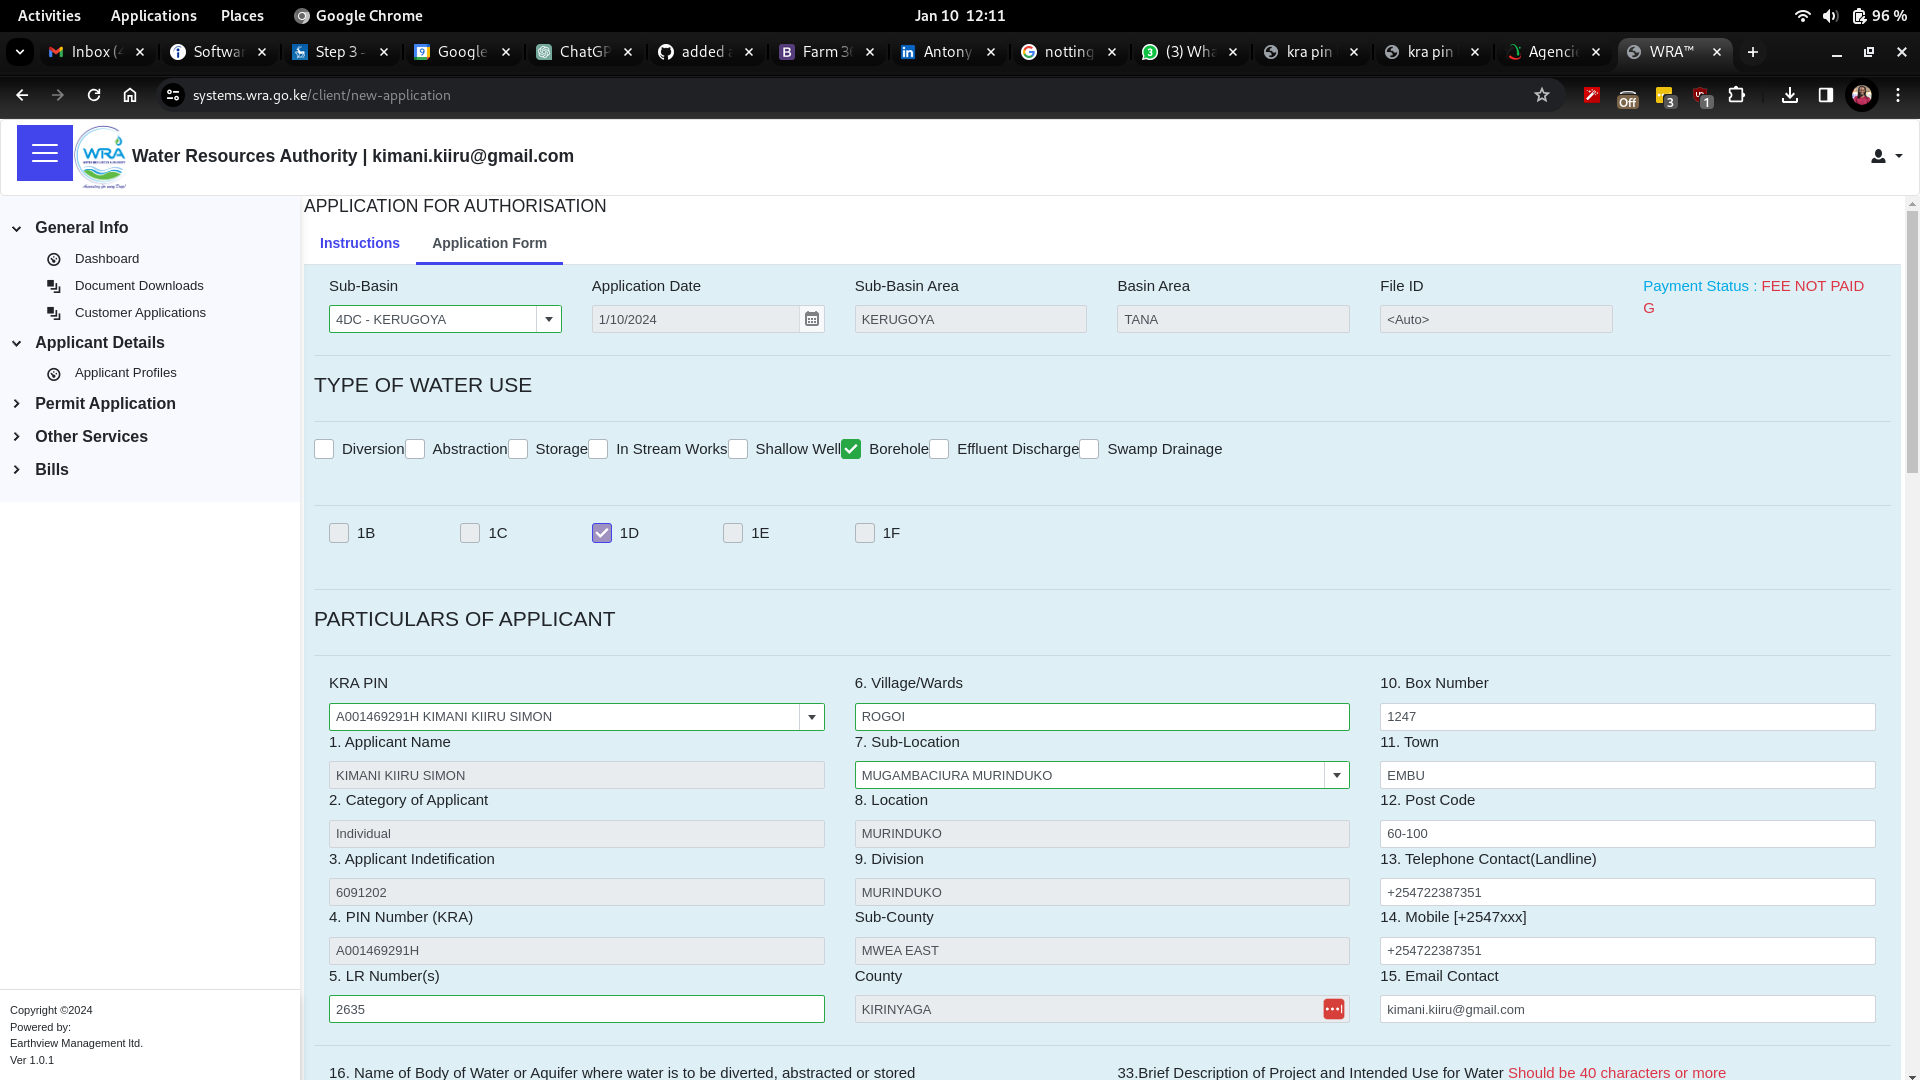 Activities Applications Places Google Chrome Jan 10 12:11 96 %
Inbox (4 Softwar Step 3 - Google ChatGP added a Farm 30 Antony notting (3) Wha kra pin kra pin Agencie WRA™
systems.wra.go.ke/client/new-application Off 3 1
WRA
Water Resources Authority | kimani.kiiru@gmail.com
General Info
Dashboard
Document Downloads
Customer Applications
Applicant Details
Applicant Profiles
Permit Application
Other Services
Bills
Copyright ©2024
Powered by:
Earthview Management ltd.
Ver 1.0.1
APPLICATION FOR AUTHORISATION
Instructions Application Form
Sub-Basin Application Date Sub-Basin Area Basin Area File ID Payment Status : FEE NOT PAID
G
4DC - KERUGOYA 1/10/2024 KERUGOYA TANA <Auto>
TYPE OF WATER USE
Diversion Abstraction Storage In Stream Works Shallow Well Borehole Effluent Discharge Swamp Drainage
1B 1C 1D 1E 1F
PARTICULARS OF APPLICANT
KRA PIN 6. Village/Wards 10. Box Number
A001469291H KIMANI KIIRU SIMON ROGOI 1247
1. Applicant Name 7. Sub-Location 11. Town
KIMANI KIIRU SIMON MUGAMBACIURA MURINDUKO EMBU
2. Category of Applicant 8. Location 12. Post Code
Individual MURINDUKO 60-100
3. Applicant Indetification 9. Division 13. Telephone Contact(Landline)
6091202 MURINDUKO +254722387351
4. PIN Number (KRA) Sub-County 14. Mobile [+2547xxx]
A001469291H MWEA EAST +254722387351
5. LR Number(s) County 15. Email Contact
2635 KIRINYAGA kimani.kiiru@gmail.com
16. Name of Body of Water or Aquifer where water is to be diverted, abstracted or stored 33.Brief Description of Project and Intended Use for Water Should be 40 characters or more